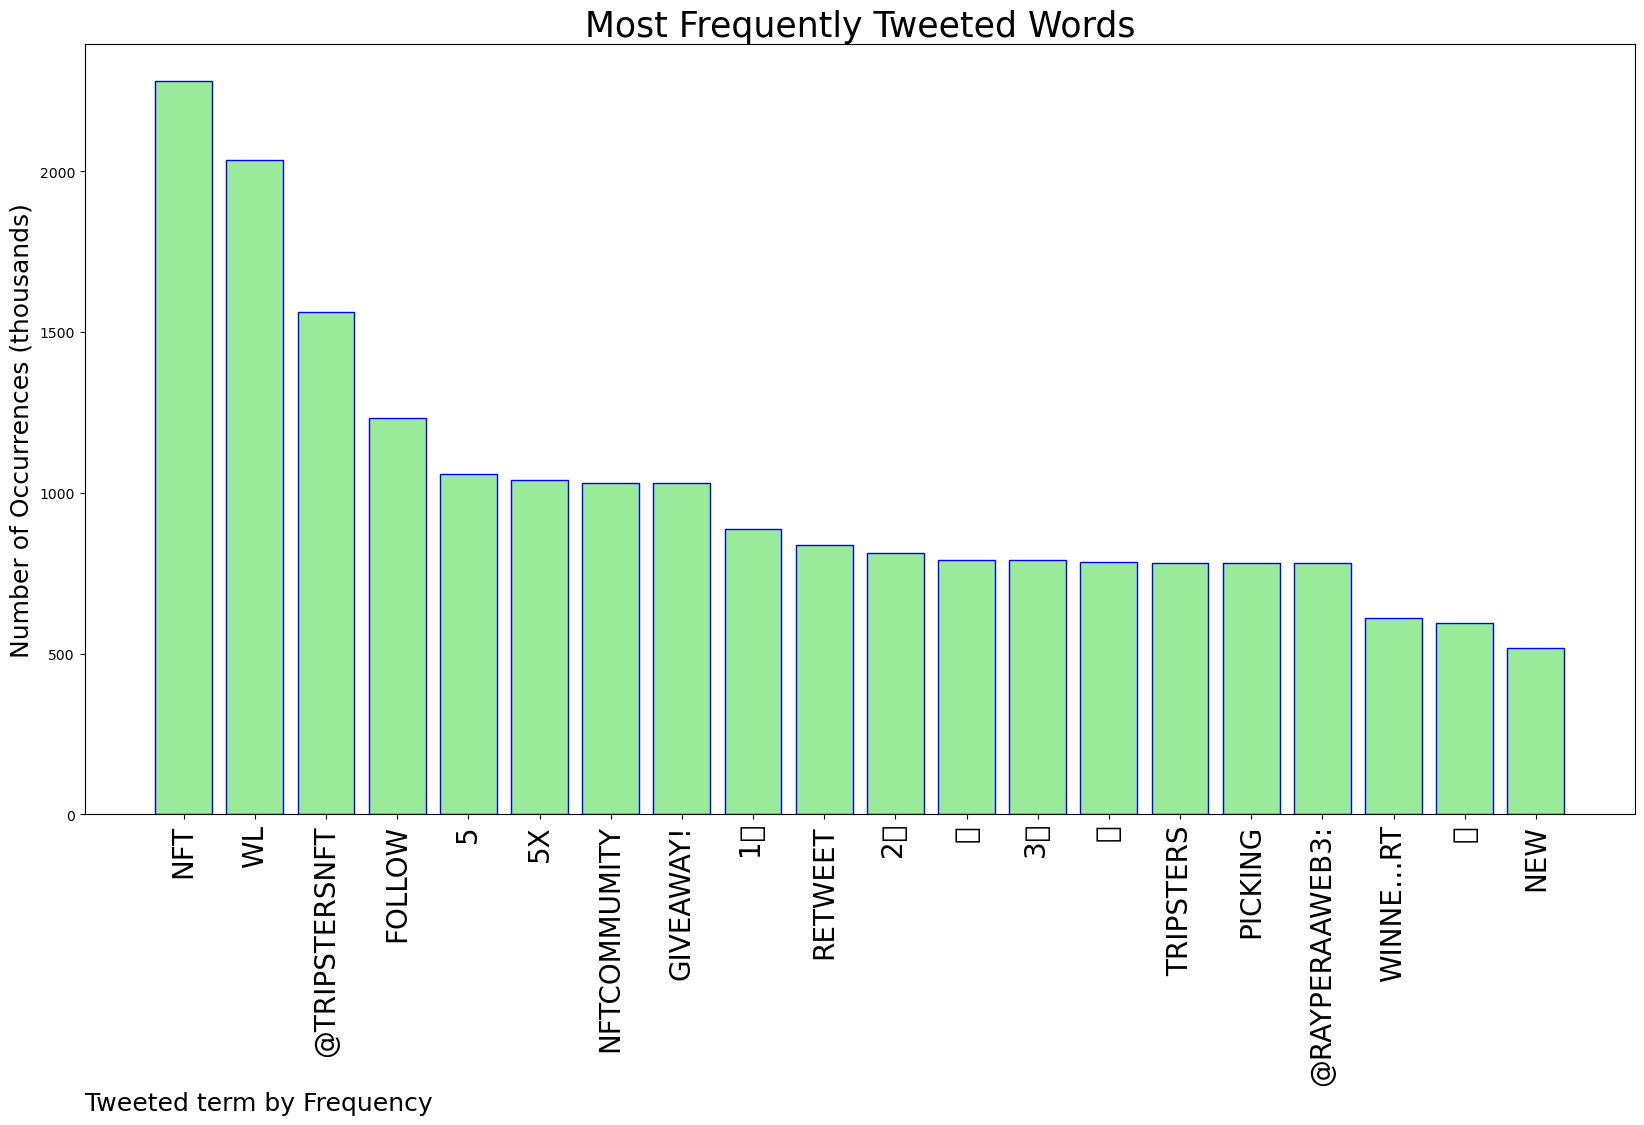 Most Frequently Tweeted Words
Number of Occurrences (thousands)
2000
1500
1000
500
0
NFT
WL
@TRIPSTERSNFT
FOLLOW
5
5X
NFTCOMMUMITY
GIVEAWAY!
1▯
RETWEET
2▯
▯
3▯
▯
TRIPSTERS
PICKING
@RAYPERAAWEB3:
WINNE…RT
▯
NEW
Tweeted term by Frequency